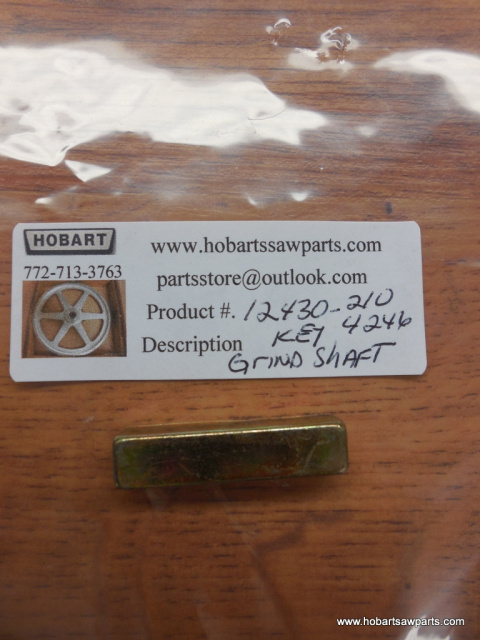 HOBART
www.hobartssawparts.com
772-713-3763
partsstore@outlook.com
Product #. 12430-210
Description KEY 4246
GRIND SHAFT
www.hobartsawparts.com